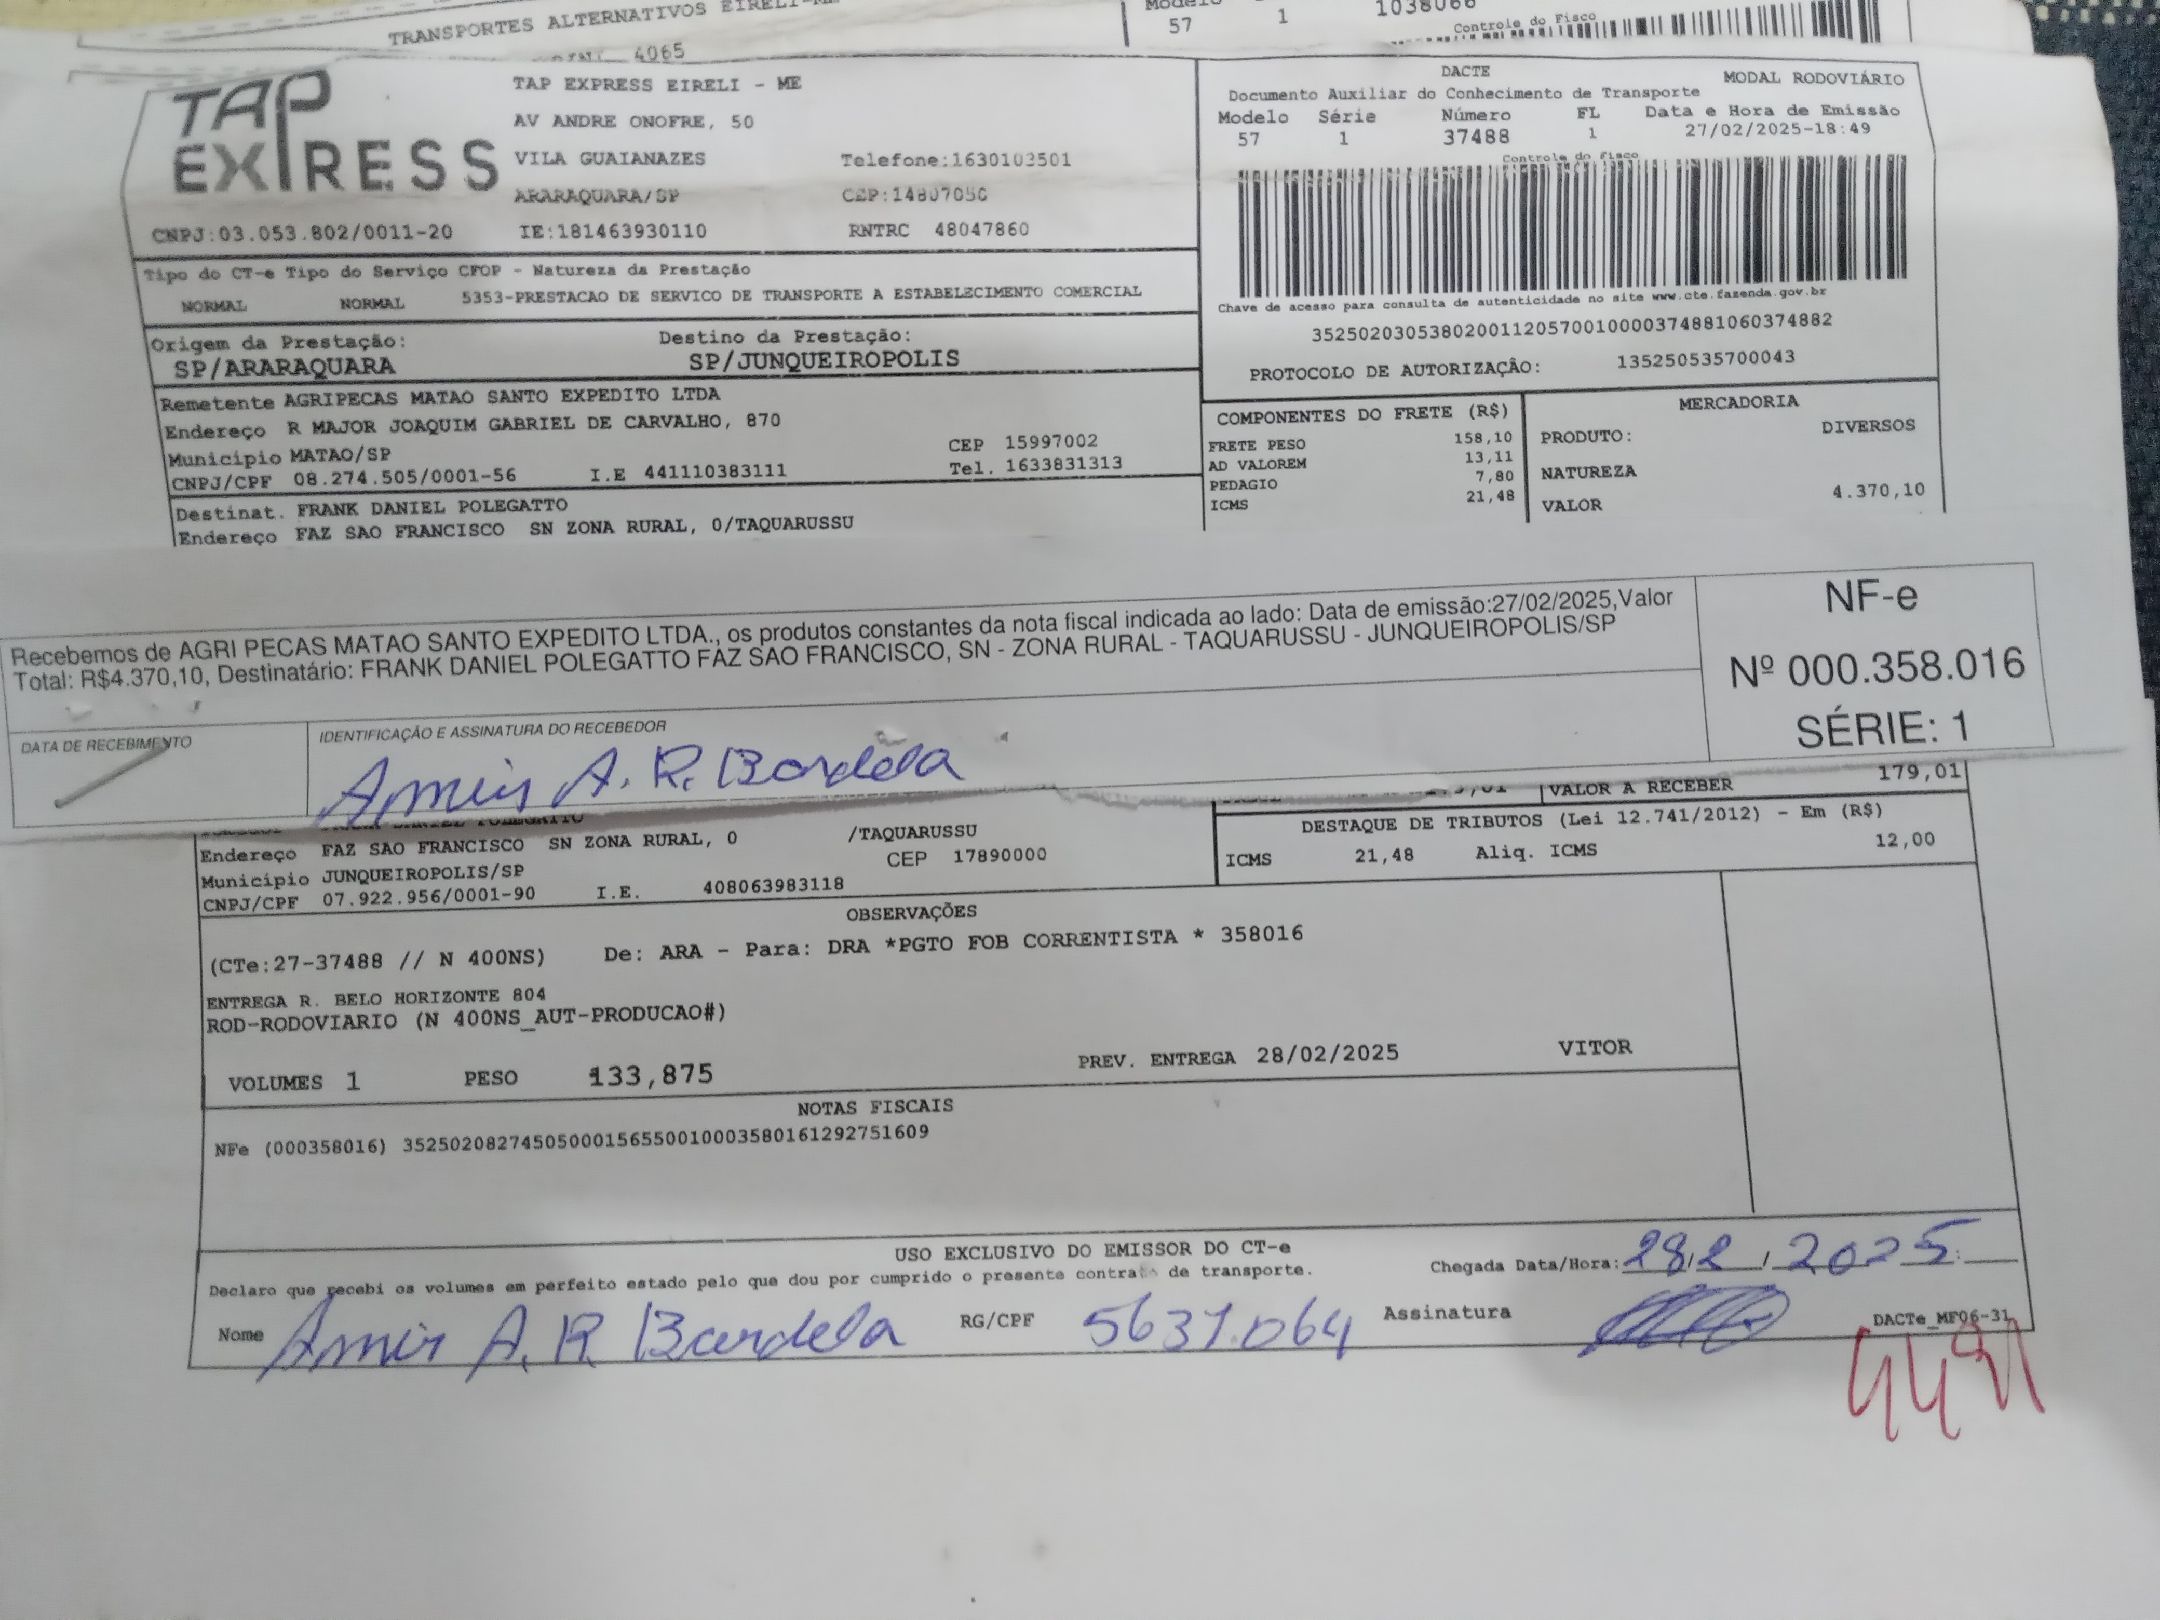 TRANSPORTES ALTERNATIVOS EIRELI-ME
4065
Modelo
57 1 1038066
Controle do Fisco
TAP EXPRESS
TAP EXPRESS EIRELI - ME
AV ANDRE ONOFRE, 50
VILA GUAIANAZES Telefone:1630103501
ARARAQUARA/SP CEP:14807050
CNPJ:03.053.802/0011-20 IE:181463930110 RNTRC 48047860
DACTE MODAL RODOVIÁRIO
Documento Auxiliar do Conhecimento de Transporte
Modelo Série Número FL Data e Hora de Emissão
57 1 37488 1 27/02/2025-18:49
Controle do Fisco
Chave de acesso para consulta de autenticidade no site www.cte.fazenda.gov.br
35250203053802001120570010000374881060374882
PROTOCOLO DE AUTORIZAÇÃO: 135250535700043
Tipo do CT-e Tipo do Serviço CFOP - Natureza da Prestação
NORMAL NORMAL 5353-PRESTACAO DE SERVICO DE TRANSPORTE A ESTABELECIMENTO COMERCIAL
Origem da Prestação: Destino da Prestação:
SP/ARARAQUARA SP/JUNQUEIROPOLIS
Remetente AGRIPECAS MATAO SANTO EXPEDITO LTDA
Endereço R MAJOR JOAQUIM GABRIEL DE CARVALHO, 870
Município MATAO/SP CEP 15997002
CNPJ/CPF 08.274.505/0001-56 I.E 441110383111 Tel. 1633831313
Destinat. FRANK DANIEL POLEGATTO
Endereço FAZ SAO FRANCISCO SN ZONA RURAL, 0/TAQUARUSSU
COMPONENTES DO FRETE (R$)
FRETE PESO 158,10
AD VALOREM 13,11
PEDAGIO 7,80
ICMS 21,48
MERCADORIA
PRODUTO: DIVERSOS
NATUREZA
VALOR 4.370,10
Recebemos de AGRI PECAS MATAO SANTO EXPEDITO LTDA., os produtos constantes da nota fiscal indicada ao lado: Data de emissão:27/02/2025,Valor
Total: R$4.370,10, Destinatário: FRANK DANIEL POLEGATTO FAZ SAO FRANCISCO, SN - ZONA RURAL - TAQUARUSSU - JUNQUEIROPOLIS/SP
DATA DE RECEBIMENTO IDENTIFICAÇÃO E ASSINATURA DO RECEBEDOR
Amir A. R. Bardela
NF-e
Nº 000.358.016
SÉRIE: 1
VALOR A RECEBER 179,01
Endereço FAZ SAO FRANCISCO SN ZONA RURAL, 0 /TAQUARUSSU
Município JUNQUEIROPOLIS/SP CEP 17890000
CNPJ/CPF 07.922.956/0001-90 I.E. 408063983118
DESTAQUE DE TRIBUTOS (Lei 12.741/2012) - Em (R$)
ICMS 21,48 Aliq. ICMS 12,00
OBSERVAÇÕES
(CTe:27-37488 // N 400NS) De: ARA - Para: DRA *PGTO FOB CORRENTISTA * 358016
ENTREGA R. BELO HORIZONTE 804
ROD-RODOVIARIO (N 400NS_AUT-PRODUCAO#)
VOLUMES 1 PESO 133,875 PREV. ENTREGA 28/02/2025 VITOR
NOTAS FISCAIS
NFe (000358016) 35250208274505000156550010003580161292751609
USO EXCLUSIVO DO EMISSOR DO CT-e
Declaro que recebi os volumes em perfeito estado pelo que dou por cumprido o presente contrato de transporte.
Chegada Data/Hora: 28/2/2025
Nome Amir A. R. Bardela RG/CPF 5631.064 Assinatura
DACTe_MF06-31